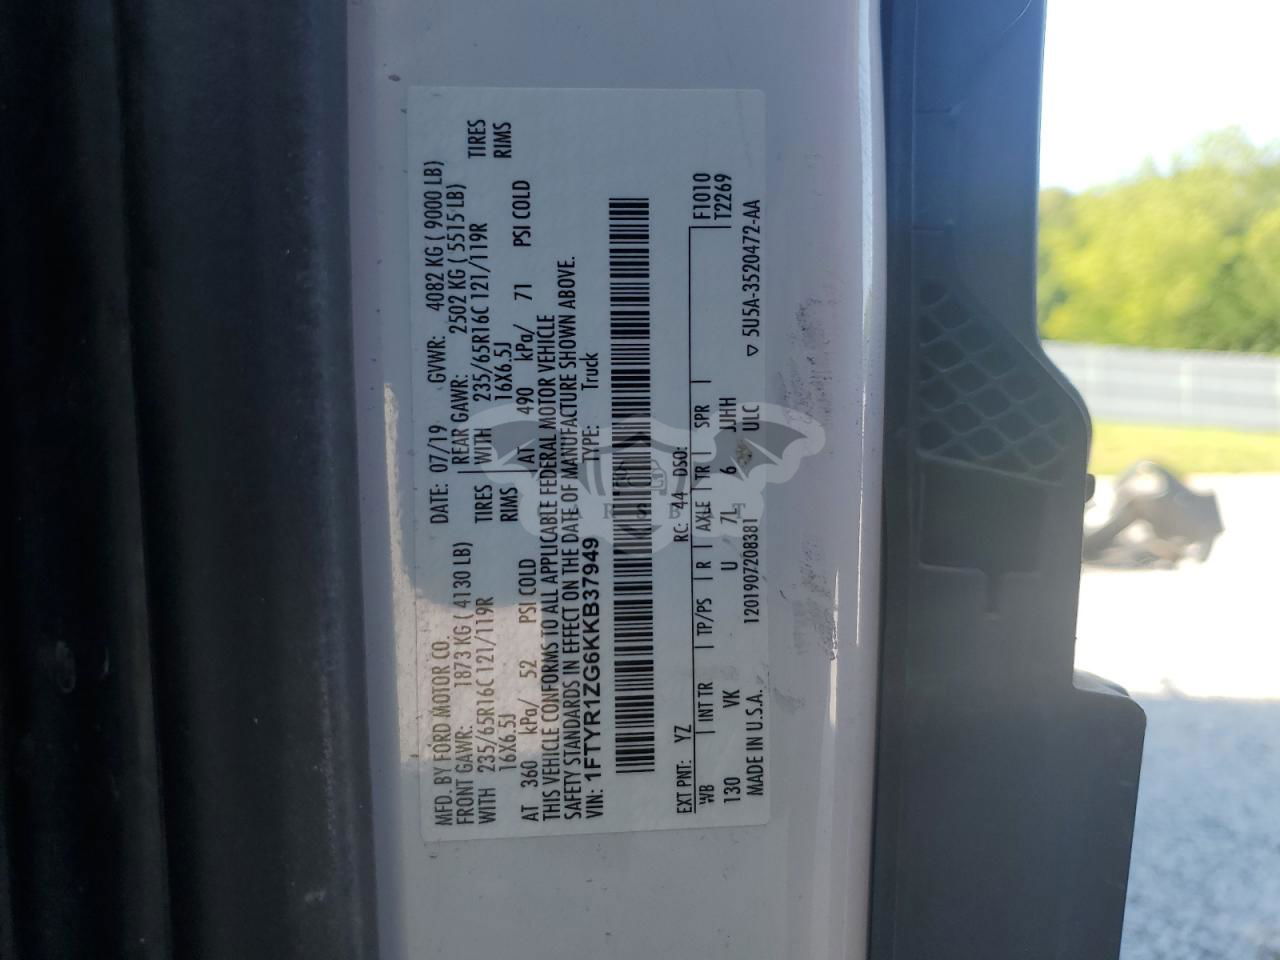 MFD. BY FORD MOTOR CO.
DATE: 07/19 GVWR: 4082 KG ( 9000 LB)
FRONT GAWR: 1873 KG ( 4130 LB)
REAR GAWR: 2502 KG ( 5515 LB)
WITH 235/65R16C 121/119R TIRES
WITH 235/65R16C 121/119R TIRES
16X6.5J RIMS
16X6.5J RIMS
AT 360 kPa/ 52 PSI COLD
AT 490 kPa/ 71 PSI COLD
THIS VEHICLE CONFORMS TO ALL APPLICABLE FEDERAL MOTOR VEHICLE
SAFETY STANDARDS IN EFFECT ON THE DATE OF MANUFACTURE SHOWN ABOVE.
VIN: 1FTYR1ZG6KKB37949 TYPE: Truck
EXT PNT: YZ RC: 44 DSO:
WB INT TR TP/PS R AXLE TR SPR
F1010
130 VK U 7L 6 JJHH
T2269
MADE IN U.S.A. 1201907208381 ULC ▽ 5U5A-3520472-AA